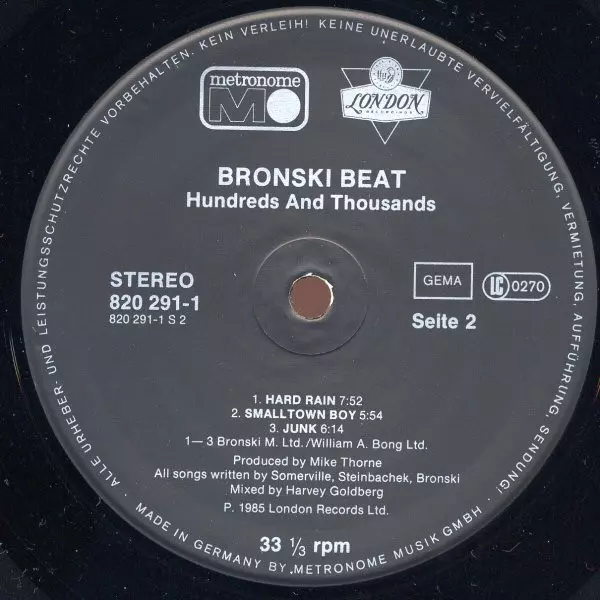 ALLE URHEBER- UND LEISTUNGSSCHUTZRECHTE VORBEHALTEN. KEIN VERLEIH! KEINE UNERLAUBTE VERVIELFÄLTIGUNG, VERMIETUNG, AUFFÜHRUNG, SENDUNG!
metronome
M
LONDON
RECORDINGS
BRONSKI BEAT
Hundreds And Thousands
STEREO
820 291-1
820 291-1 S 2
GEMA
LC 0270
Seite 2
1. HARD RAIN 7:52
2. SMALLTOWN BOY 5:54
3. JUNK 6:14
1— 3 Bronski M. Ltd./William A. Bong Ltd.
Produced by Mike Thorne
All songs written by Somerville, Steinbachek, Bronski
Mixed by Harvey Goldberg
P. 1985 London Records Ltd.
33 1/3 rpm
· MADE IN GERMANY BY METRONOME MUSIK GMBH ·